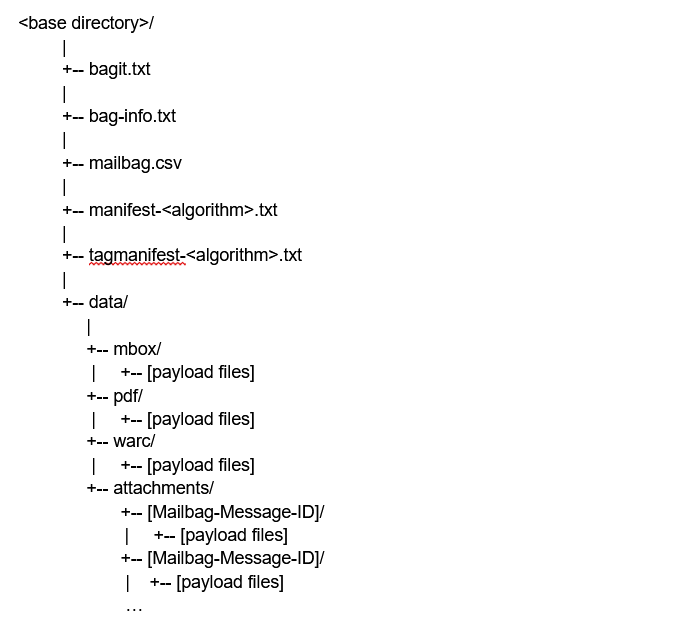 <base directory>/
|
+-- bagit.txt
|
+-- bag-info.txt
|
+-- mailbag.csv
|
+-- manifest-<algorithm>.txt
|
+-- tagmanifest-<algorithm>.txt
|
+-- data/
|
+-- mbox/
| +-- [payload files]
+-- pdf/
| +-- [payload files]
+-- warc/
| +-- [payload files]
+-- attachments/
+-- [Mailbag-Message-ID]/
| +-- [payload files]
+-- [Mailbag-Message-ID]/
| +-- [payload files]
…